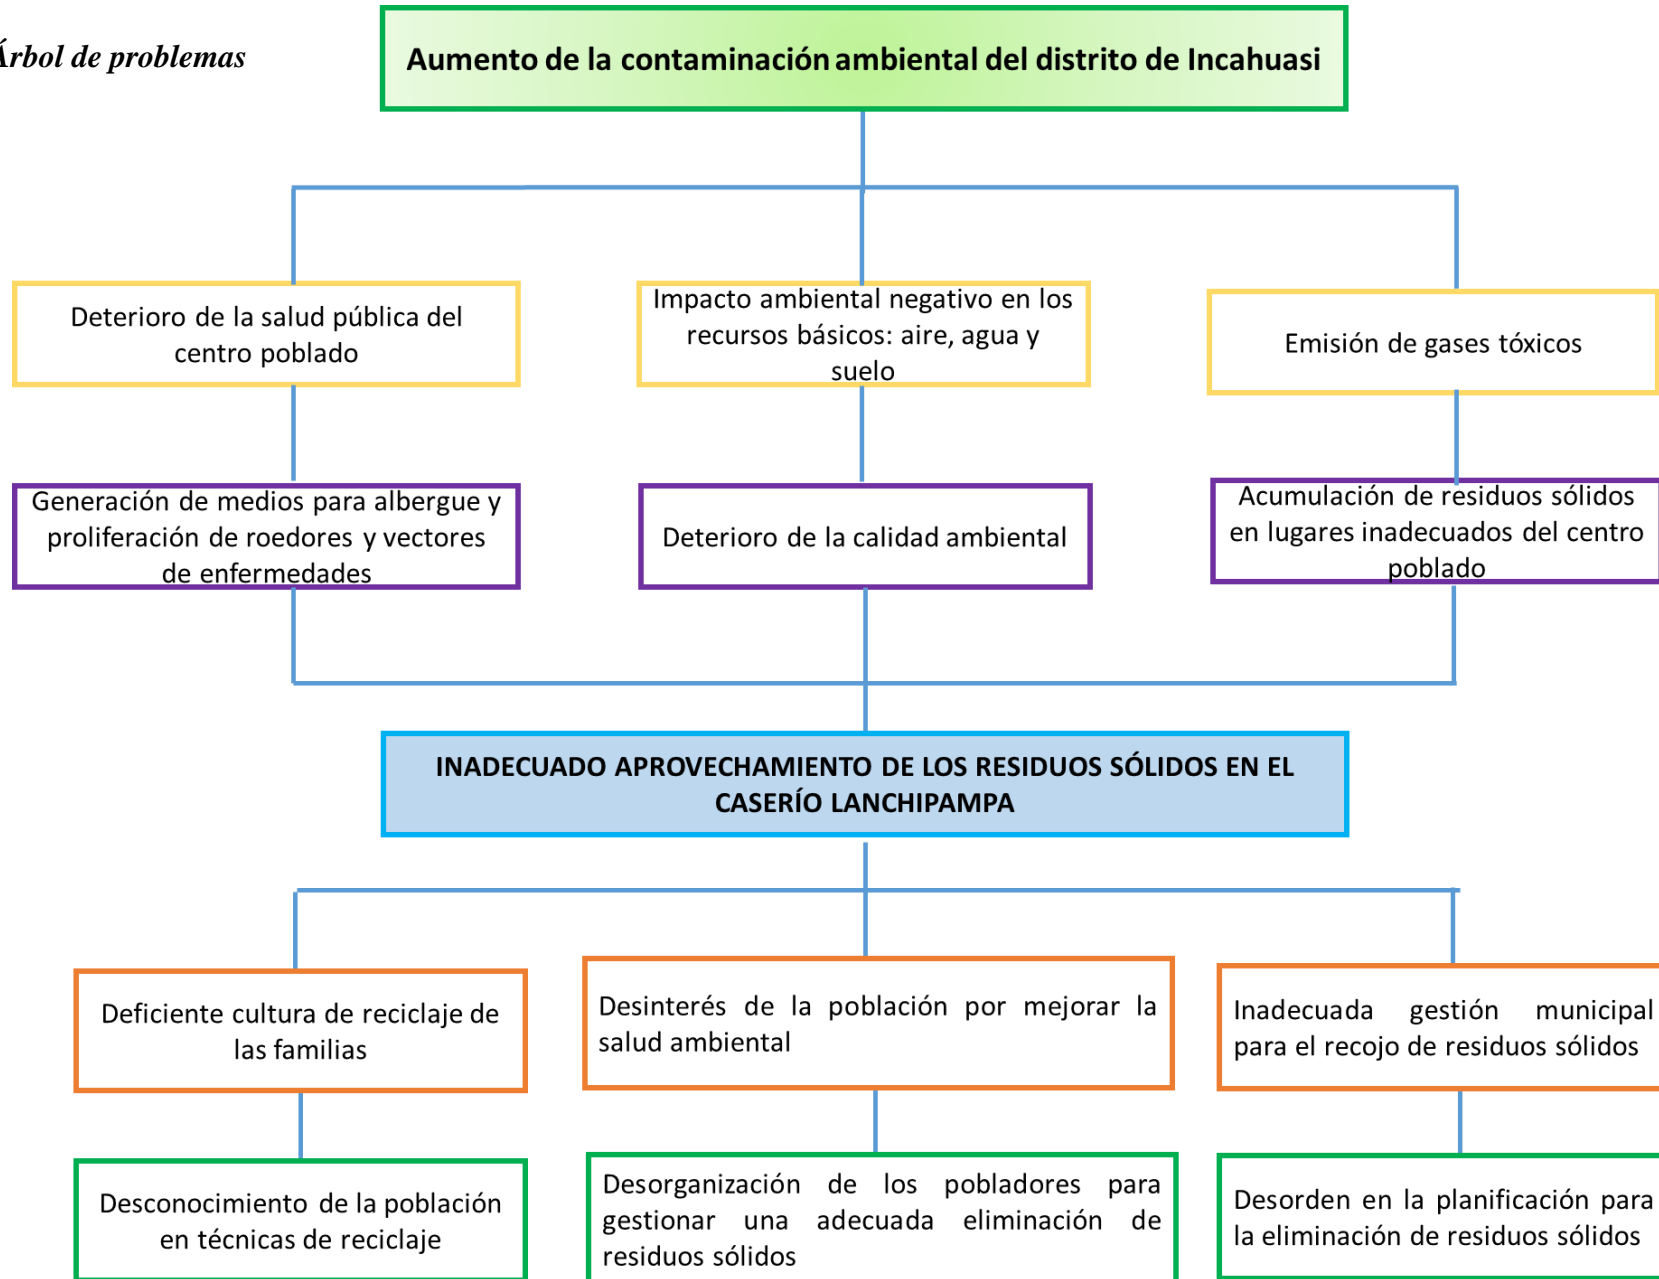 Árbol de problemas
Aumento de la contaminación ambiental del distrito de Incahuasi
Deterioro de la salud pública del
centro poblado
Impacto ambiental negativo en los
recursos básicos: aire, agua y
suelo
Emisión de gases tóxicos
Generación de medios para albergue y
proliferación de roedores y vectores
de enfermedades
Deterioro de la calidad ambiental
Acumulación de residuos sólidos
en lugares inadecuados del centro
poblado
INADECUADO APROVECHAMIENTO DE LOS RESIDUOS SÓLIDOS EN EL
CASERÍO LANCHIPAMPA
Deficiente cultura de reciclaje de
las familias
Desinterés de la población por mejorar la
salud ambiental
Inadecuada gestión municipal
para el recojo de residuos sólidos
Desconocimiento de la población
en técnicas de reciclaje
Desorganización de los pobladores para
gestionar una adecuada eliminación de
residuos sólidos
Desorden en la planificación para
la eliminación de residuos sólidos